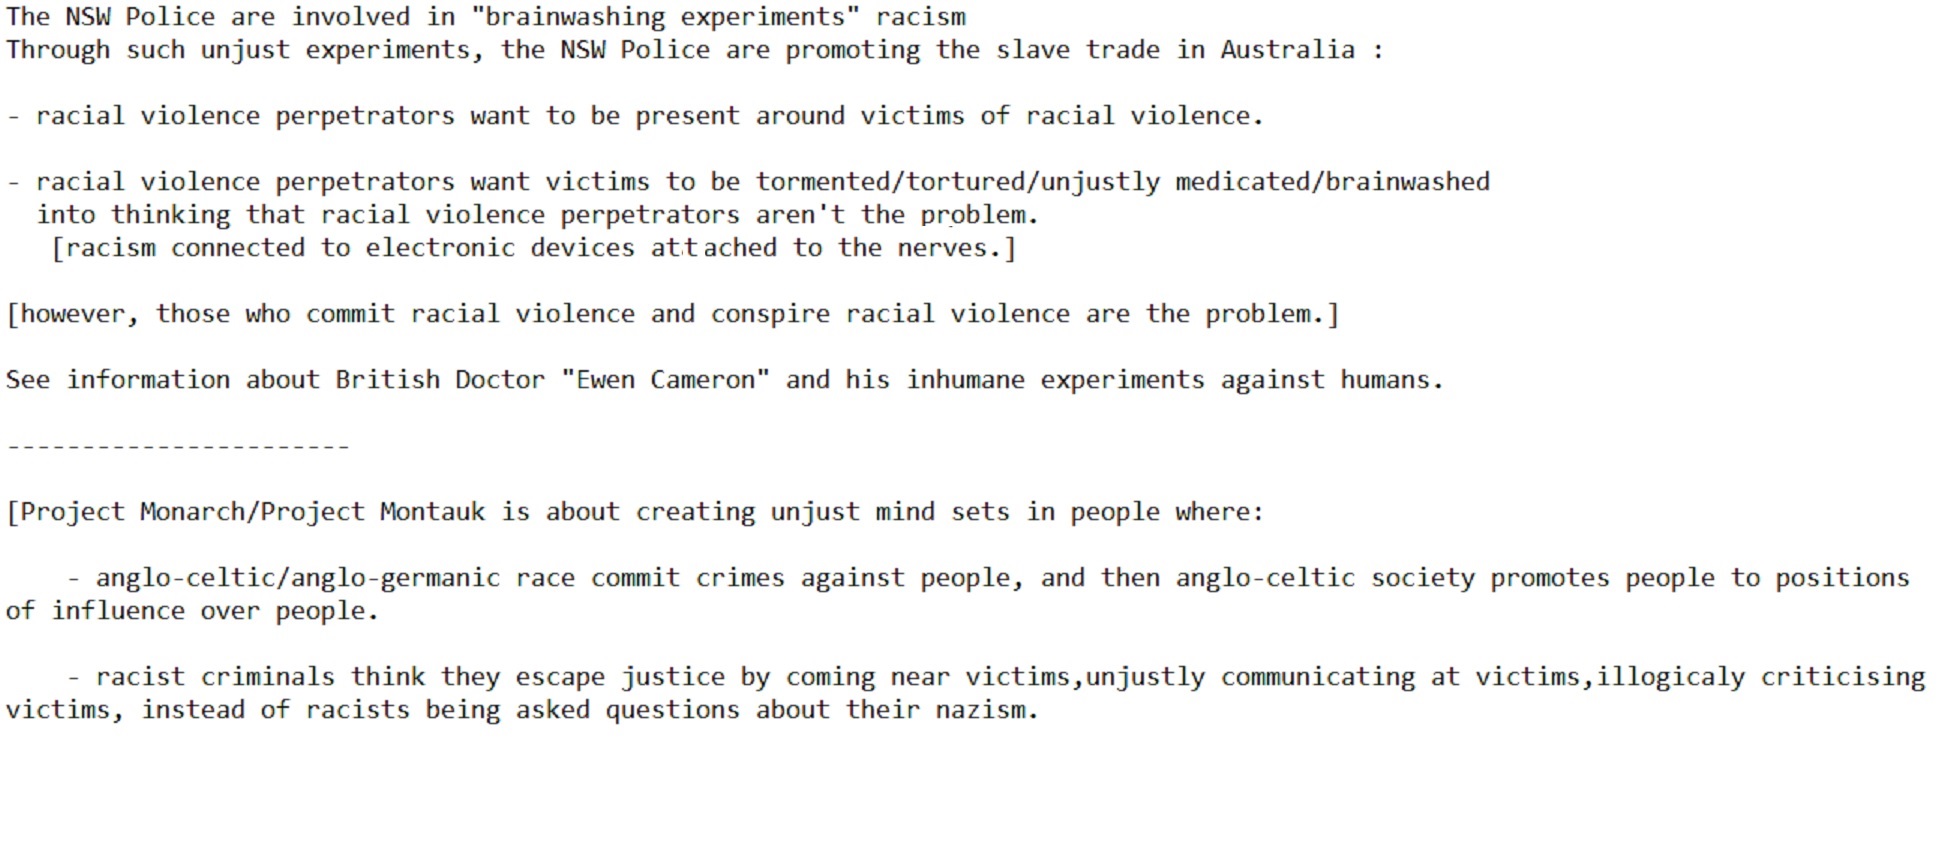 The NSW Police are involved in "brainwashing experiments" racism
Through such unjust experiments, the NSW Police are promoting the slave trade in Australia :
- racial violence perpetrators want to be present around victims of racial violence.
- racial violence perpetrators want victims to be tormented/tortured/unjustly medicated/brainwashed
into thinking that racial violence perpetrators aren't the problem.
[racism connected to electronic devices attached to the nerves.]
[however, those who commit racial violence and conspire racial violence are the problem.]
See information about British Doctor "Ewen Cameron" and his inhumane experiments against humans.
-----------------------
[Project Monarch/Project Montauk is about creating unjust mind sets in people where:
- anglo-celtic/anglo-germanic race commit crimes against people, and then anglo-celtic society promotes people to positions
of influence over people.
- racist criminals think they escape justice by coming near victims,unjustly communicating at victims,illogicaly criticising
victims, instead of racists being asked questions about their nazism.